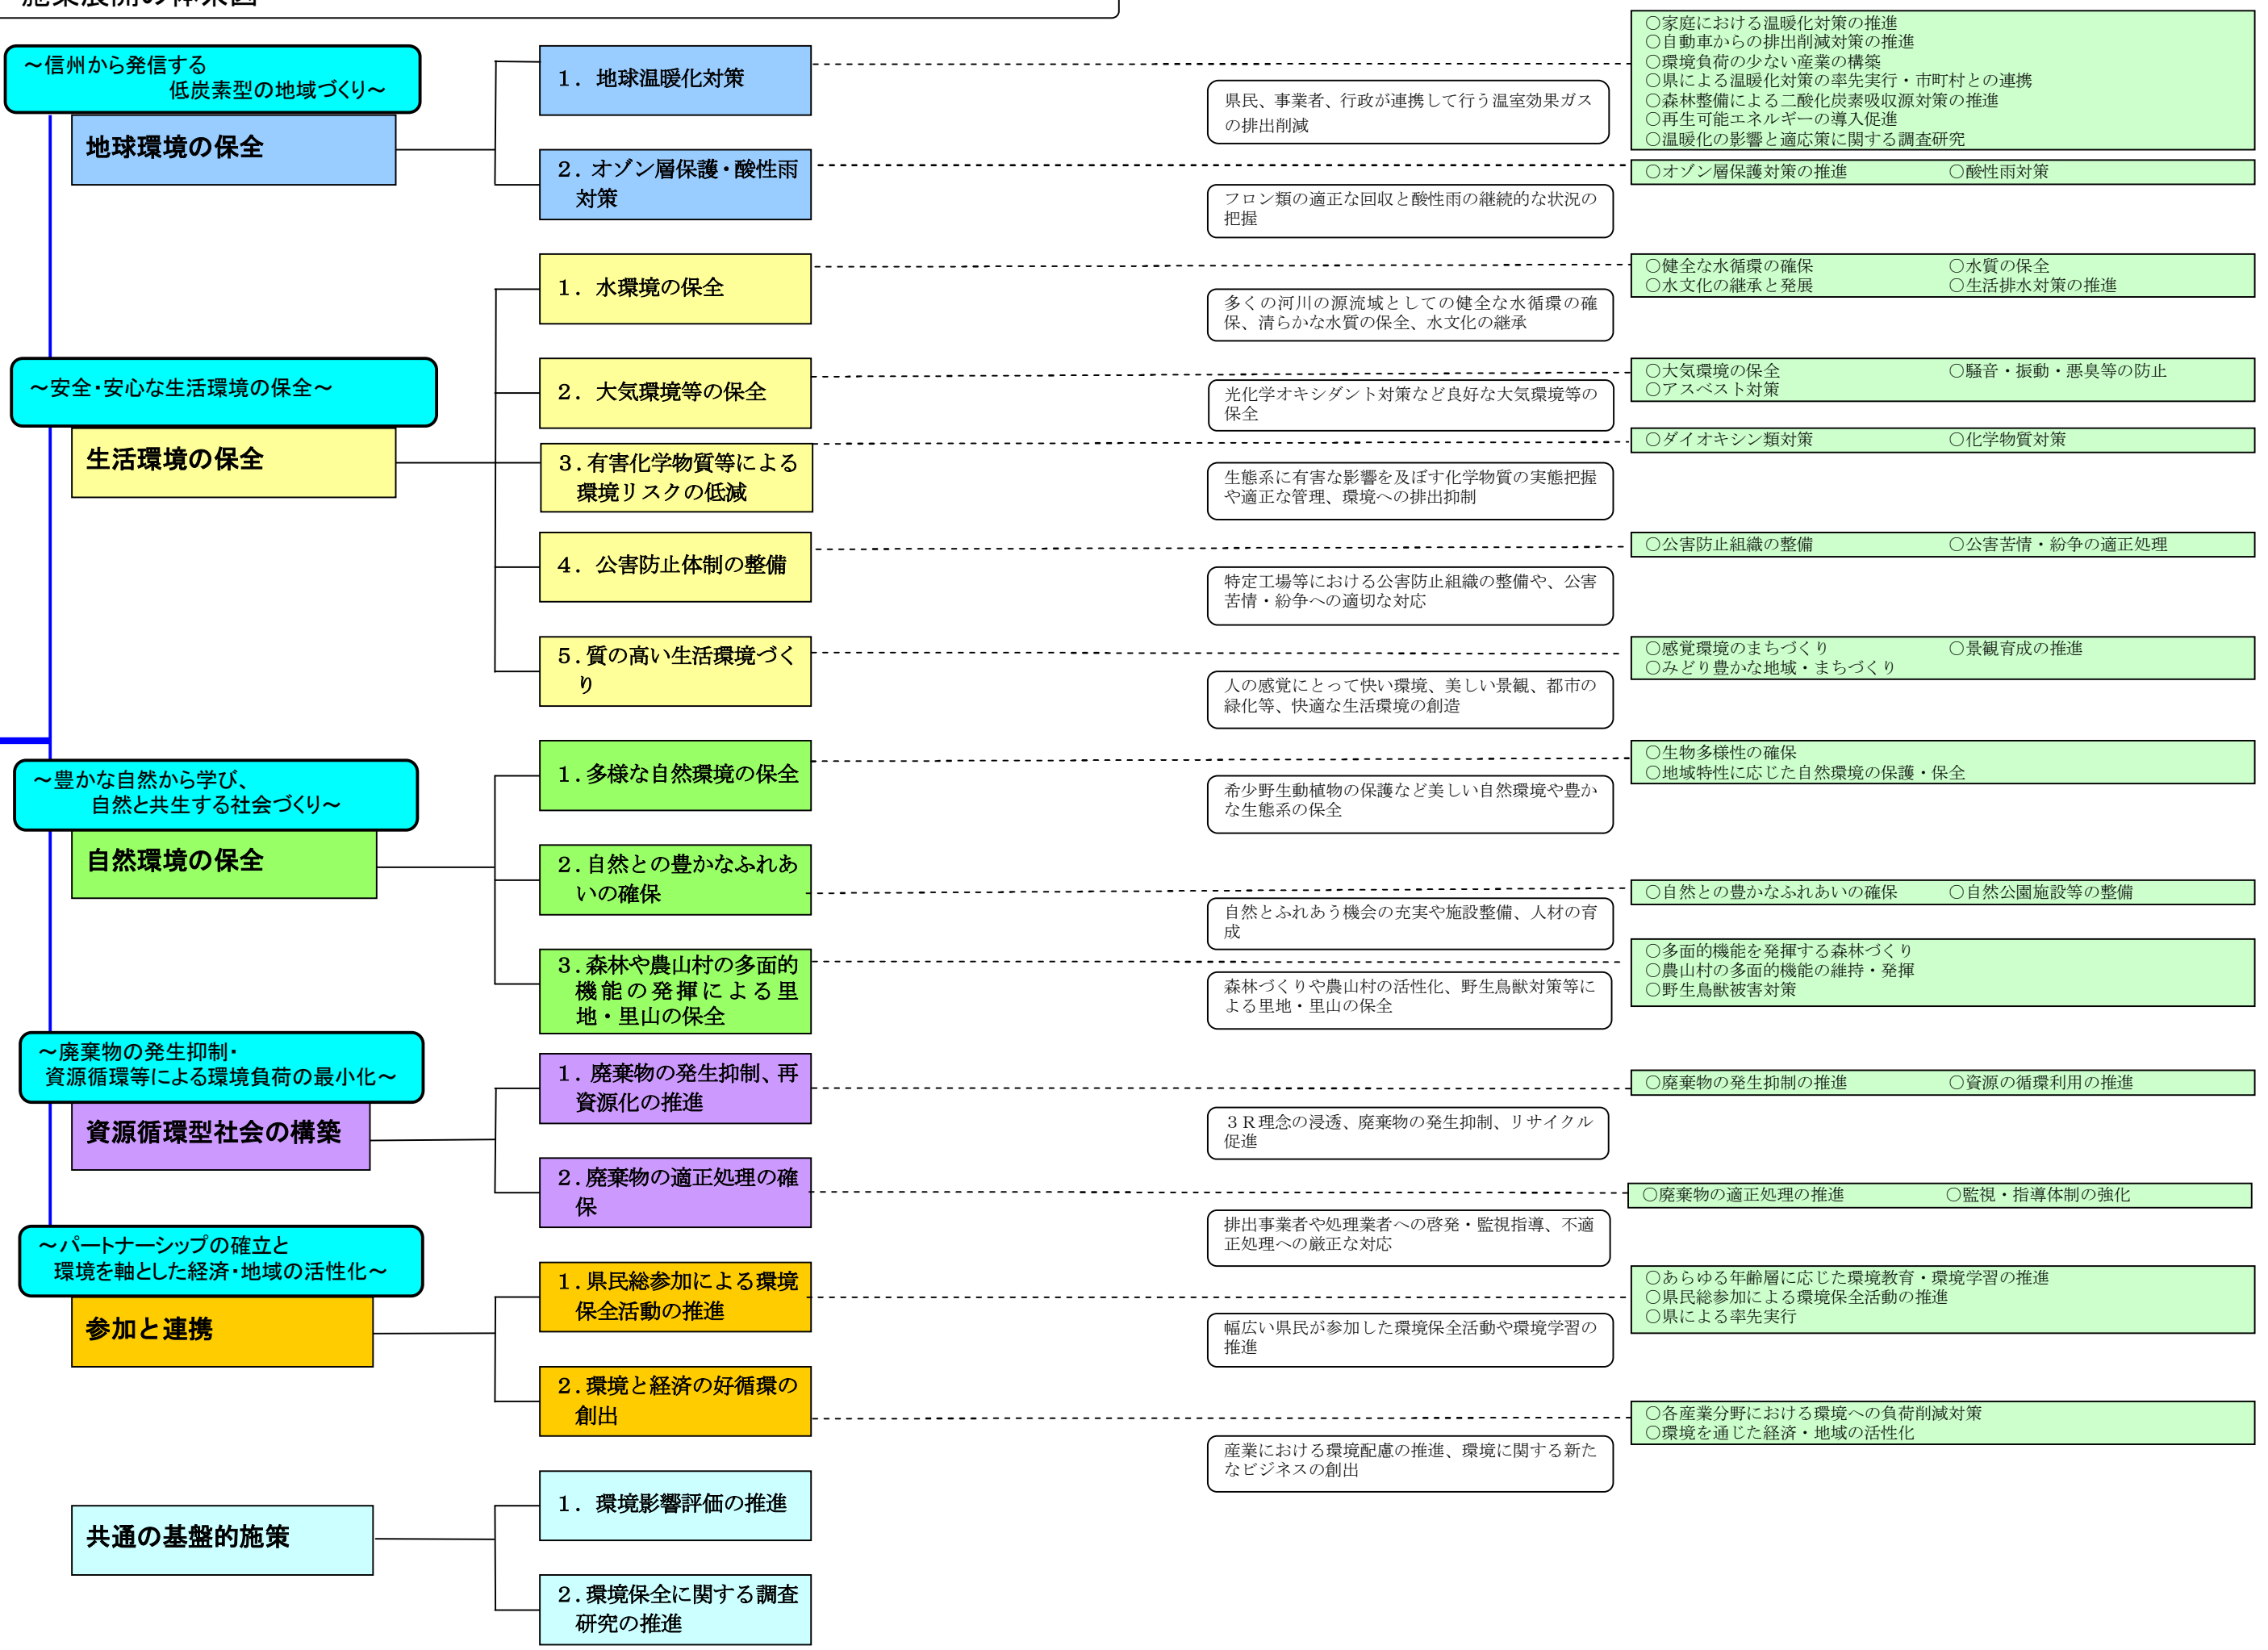 施策展開の体系図
～信州から発信する
低炭素型の地域づくり～
地球環境の保全
１．地球温暖化対策
県民、事業者、行政が連携して行う温室効果ガス
の排出削減
○家庭における温暖化対策の推進
○自動車からの排出削減対策の推進
○環境負荷の少ない産業の構築
○県による温暖化対策の率先実行・市町村との連携
○森林整備による二酸化炭素吸収源対策の推進
○再生可能エネルギーの導入促進
○温暖化の影響と適応策に関する調査研究
２．オゾン層保護・酸性雨
対策
フロン類の適正な回収と酸性雨の継続的な状況の
把握
○オゾン層保護対策の推進 ○酸性雨対策
～安全・安心な生活環境の保全～
生活環境の保全
１．水環境の保全
多くの河川の源流域としての健全な水循環の確
保、清らかな水質の保全、水文化の継承
○健全な水循環の確保 ○水質の保全
○水文化の継承と発展 ○生活排水対策の推進
２．大気環境等の保全
光化学オキシダント対策など良好な大気環境等の
保全
○大気環境の保全 ○騒音・振動・悪臭等の防止
○アスベスト対策
３.有害化学物質等による
環境リスクの低減
生態系に有害な影響を及ぼす化学物質の実態把握
や適正な管理、環境への排出抑制
○ダイオキシン類対策 ○化学物質対策
４．公害防止体制の整備
特定工場等における公害防止組織の整備や、公害
苦情・紛争への適切な対応
○公害防止組織の整備 ○公害苦情・紛争の適正処理
５.質の高い生活環境づく
り
人の感覚にとって快い環境、美しい景観、都市の
緑化等、快適な生活環境の創造
○感覚環境のまちづくり ○景観育成の推進
○みどり豊かな地域・まちづくり
～豊かな自然から学び、
自然と共生する社会づくり～
自然環境の保全
１.多様な自然環境の保全
希少野生動植物の保護など美しい自然環境や豊か
な生態系の保全
○生物多様性の確保
○地域特性に応じた自然環境の保護・保全
２.自然との豊かなふれあ
いの確保
自然とふれあう機会の充実や施設整備、人材の育
成
○自然との豊かなふれあいの確保 ○自然公園施設等の整備
３.森林や農山村の多面的
機能の発揮による里
地・里山の保全
森林づくりや農山村の活性化、野生鳥獣対策等に
よる里地・里山の保全
○多面的機能を発揮する森林づくり
○農山村の多面的機能の維持・発揮
○野生鳥獣被害対策
～廃棄物の発生抑制・
資源循環等による環境負荷の最小化～
資源循環型社会の構築
１．廃棄物の発生抑制、再
資源化の推進
３Ｒ理念の浸透、廃棄物の発生抑制、リサイクル
促進
○廃棄物の発生抑制の推進 ○資源の循環利用の推進
２.廃棄物の適正処理の確
保
排出事業者や処理業者への啓発・監視指導、不適
正処理への厳正な対応
○廃棄物の適正処理の推進 ○監視・指導体制の強化
～パートナーシップの確立と
環境を軸とした経済・地域の活性化～
参加と連携
１.県民総参加による環境
保全活動の推進
幅広い県民が参加した環境保全活動や環境学習の
推進
○あらゆる年齢層に応じた環境教育・環境学習の推進
○県民総参加による環境保全活動の推進
○県による率先実行
２.環境と経済の好循環の
創出
産業における環境配慮の推進、環境に関する新た
なビジネスの創出
○各産業分野における環境への負荷削減対策
○環境を通じた経済・地域の活性化
共通の基盤的施策
１．環境影響評価の推進
２.環境保全に関する調査
研究の推進